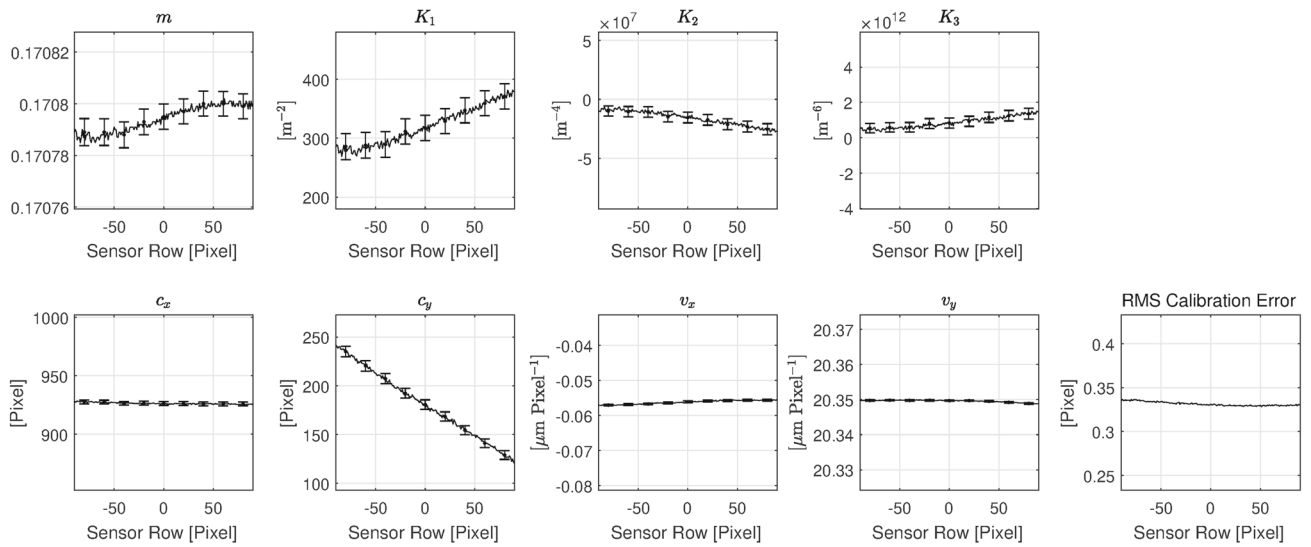 m
0.17082
0.1708
0.17078
0.17076
-50 0 50
Sensor Row [Pixel]
K1
[m−2]
400
300
200
-50 0 50
Sensor Row [Pixel]
K2
×10^7
[m−4]
5
0
-5
-50 0 50
Sensor Row [Pixel]
K3
×10^12
[m−6]
6
4
2
0
-2
-4
-50 0 50
Sensor Row [Pixel]
cx
[Pixel]
1000
950
900
-50 0 50
Sensor Row [Pixel]
cy
[Pixel]
250
200
150
100
-50 0 50
Sensor Row [Pixel]
vx
[μm Pixel−1]
-0.04
-0.05
-0.06
-0.07
-0.08
-50 0 50
Sensor Row [Pixel]
vy
[μm Pixel−1]
20.37
20.36
20.35
20.34
20.33
-50 0 50
Sensor Row [Pixel]
RMS Calibration Error
[Pixel]
0.4
0.35
0.3
0.25
-50 0 50
Sensor Row [Pixel]